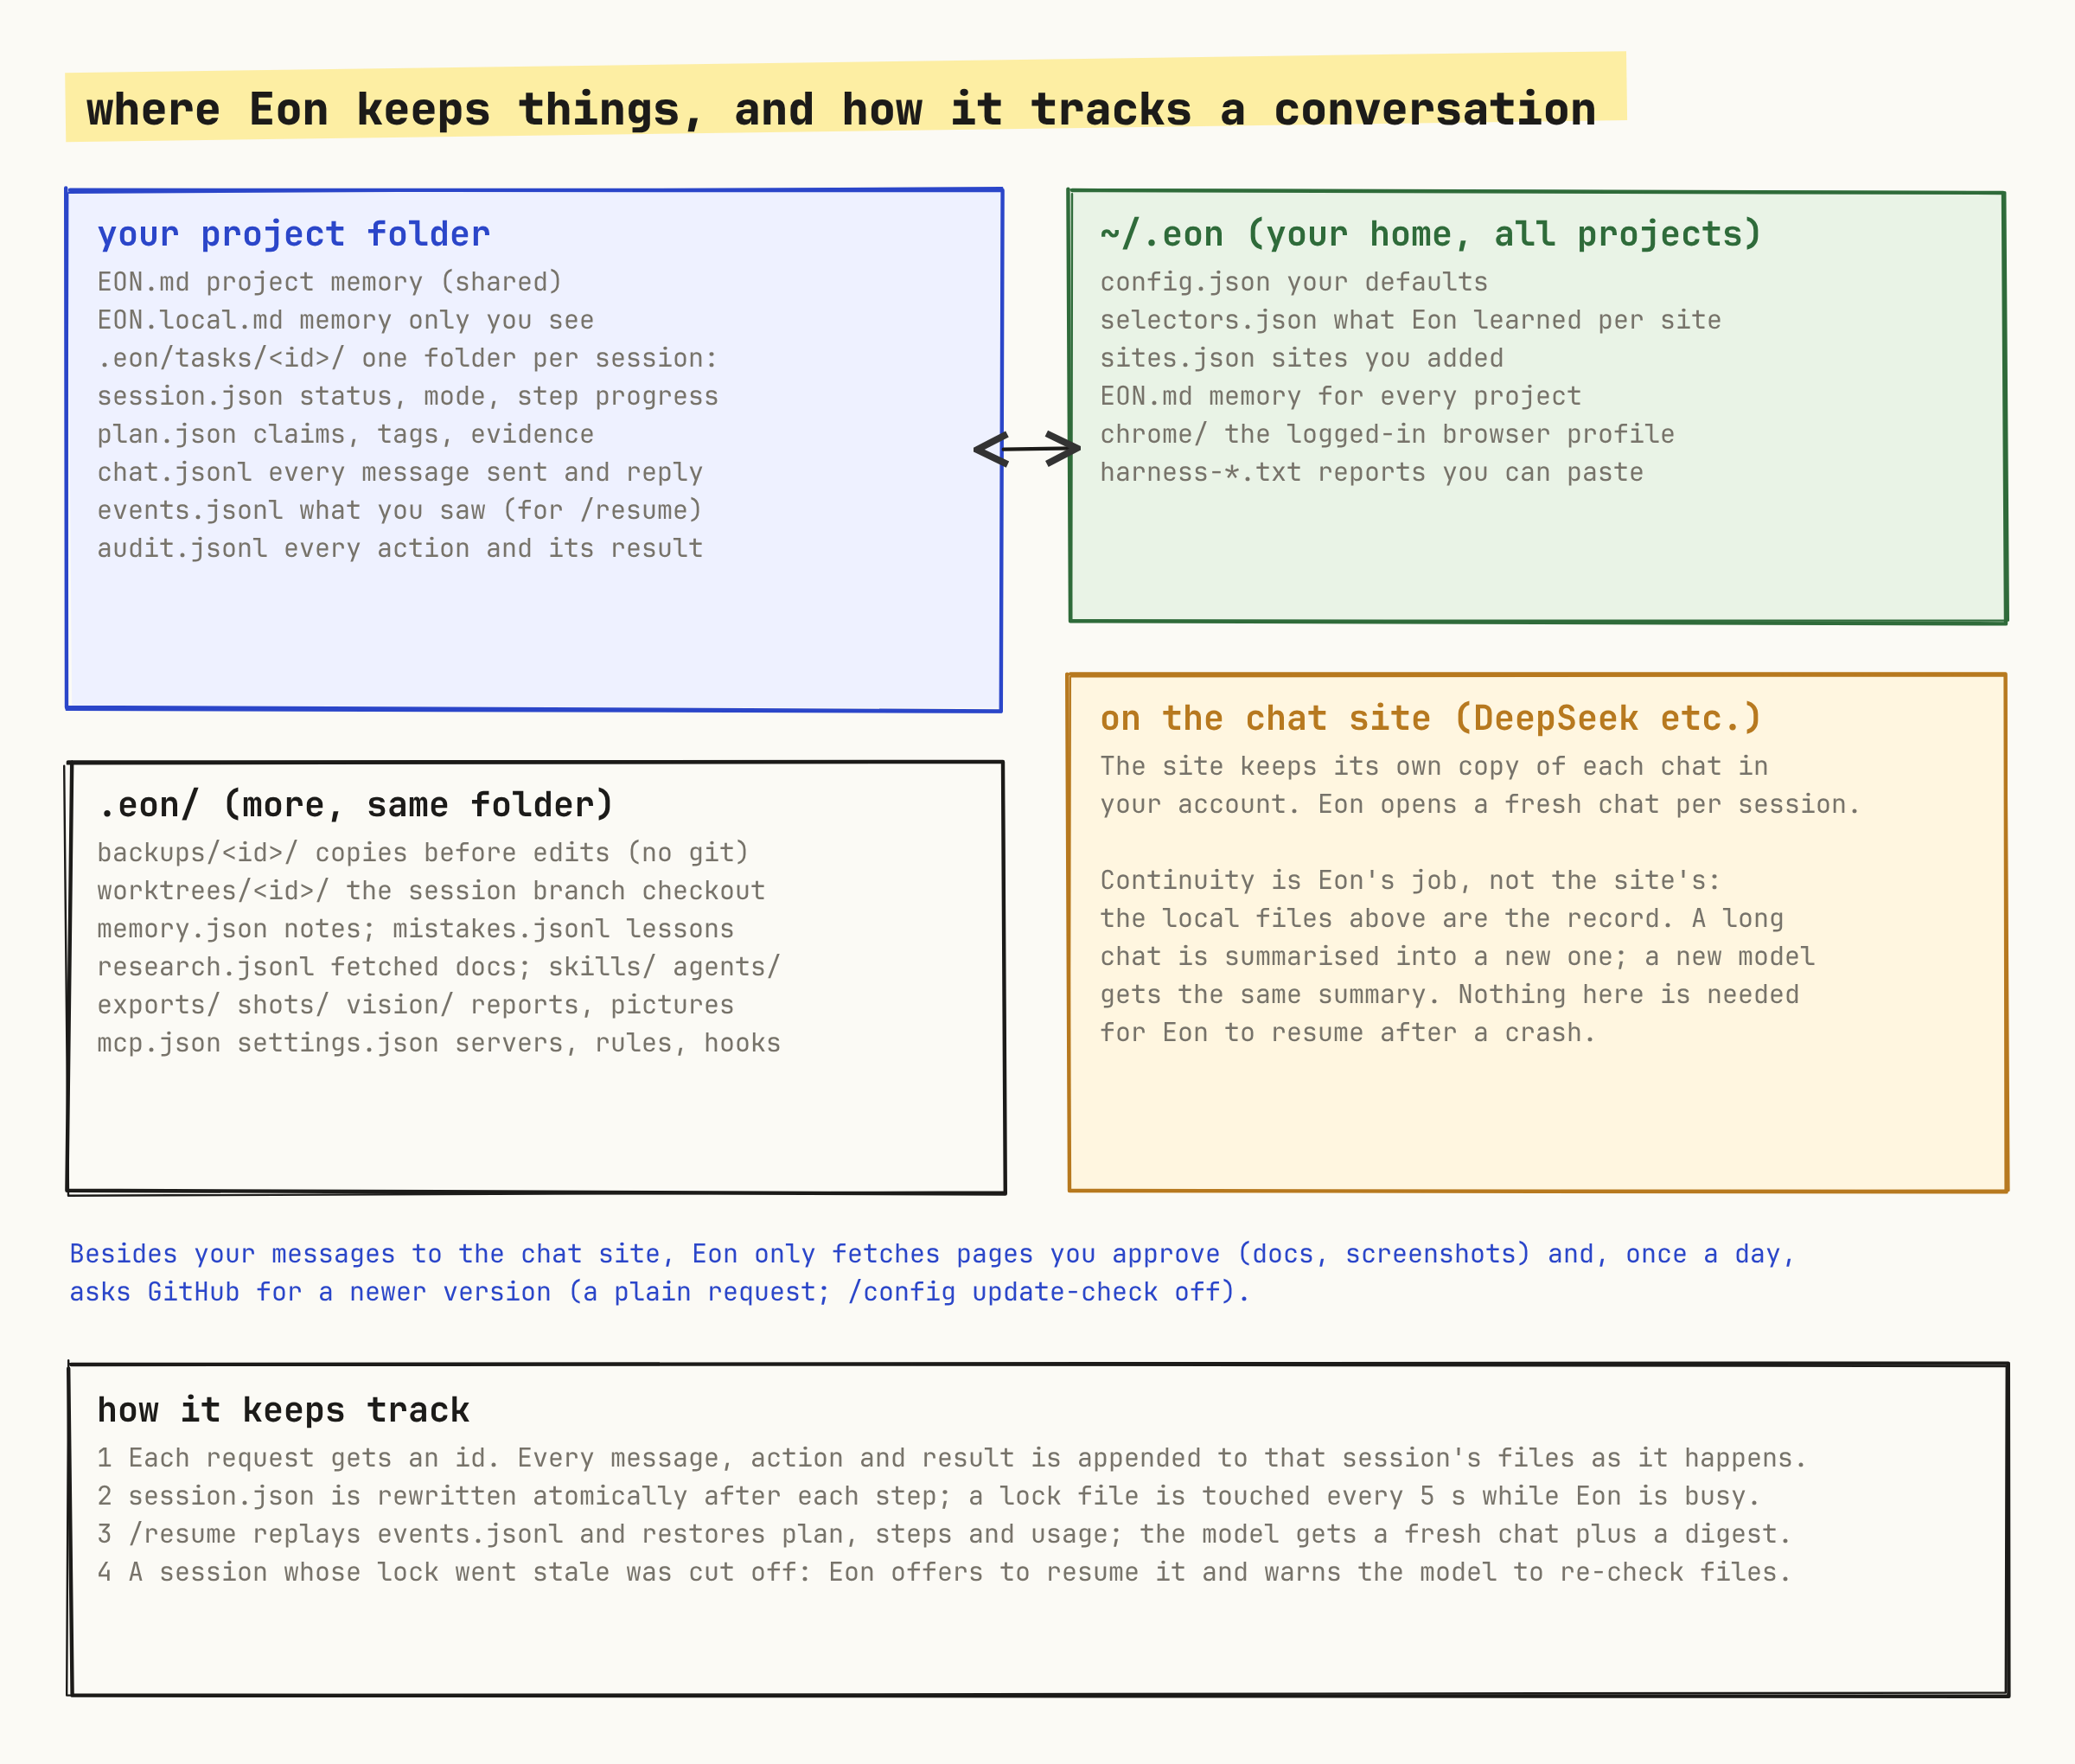 where Eon keeps things, and how it tracks a conversation
your project folder
EON.md project memory (shared)
EON.local.md memory only you see
.eon/tasks/<id>/ one folder per session:
session.json status, mode, step progress
plan.json claims, tags, evidence
chat.jsonl every message sent and reply
events.jsonl what you saw (for /resume)
audit.jsonl every action and its result
~/.eon (your home, all projects)
config.json your defaults
selectors.json what Eon learned per site
sites.json sites you added
EON.md memory for every project
chrome/ the logged-in browser profile
harness-*.txt reports you can paste
.eon/ (more, same folder)
backups/<id>/ copies before edits (no git)
worktrees/<id>/ the session branch checkout
memory.json notes; mistakes.jsonl lessons
research.jsonl fetched docs; skills/ agents/
exports/ shots/ vision/ reports, pictures
mcp.json settings.json servers, rules, hooks
on the chat site (DeepSeek etc.)
The site keeps its own copy of each chat in
your account. Eon opens a fresh chat per session.
Continuity is Eon's job, not the site's:
the local files above are the record. A long
chat is summarised into a new one; a new model
gets the same summary. Nothing here is needed
for Eon to resume after a crash.
Besides your messages to the chat site, Eon only fetches pages you approve (docs, screenshots) and, once a day,
asks GitHub for a newer version (a plain request; /config update-check off).
how it keeps track
1 Each request gets an id. Every message, action and result is appended to that session's files as it happens.
2 session.json is rewritten atomically after each step; a lock file is touched every 5 s while Eon is busy.
3 /resume replays events.jsonl and restores plan, steps and usage; the model gets a fresh chat plus a digest.
4 A session whose lock went stale was cut off: Eon offers to resume it and warns the model to re-check files.